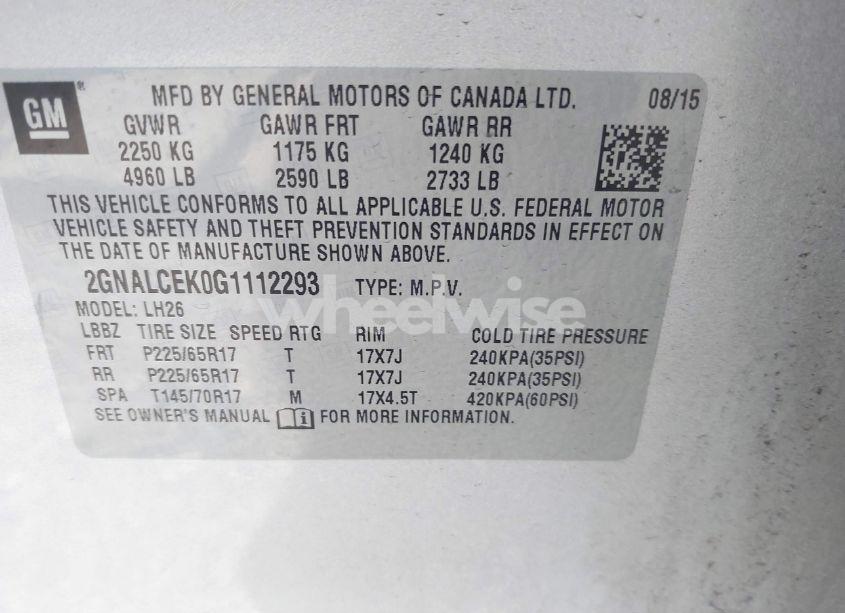 GM®
MFD BY GENERAL MOTORS OF CANADA LTD. 08/15
GVWR GAWR FRT GAWR RR
2250 KG 1175 KG 1240 KG
4960 LB 2590 LB 2733 LB
THIS VEHICLE CONFORMS TO ALL APPLICABLE U.S. FEDERAL MOTOR
VEHICLE SAFETY AND THEFT PREVENTION STANDARDS IN EFFECT ON
THE DATE OF MANUFACTURE SHOWN ABOVE.
2GNALCEK0G1112293 TYPE: M.P.V.
wheelwise
MODEL: LH26
LBBZ TIRE SIZE SPEED RTG RIM COLD TIRE PRESSURE
FRT P225/65R17 T 17X7J 240KPA(35PSI)
RR P225/65R17 T 17X7J 240KPA(35PSI)
SPA T145/70R17 M 17X4.5T 420KPA(60PSI)
SEE OWNER'S MANUAL i FOR MORE INFORMATION.